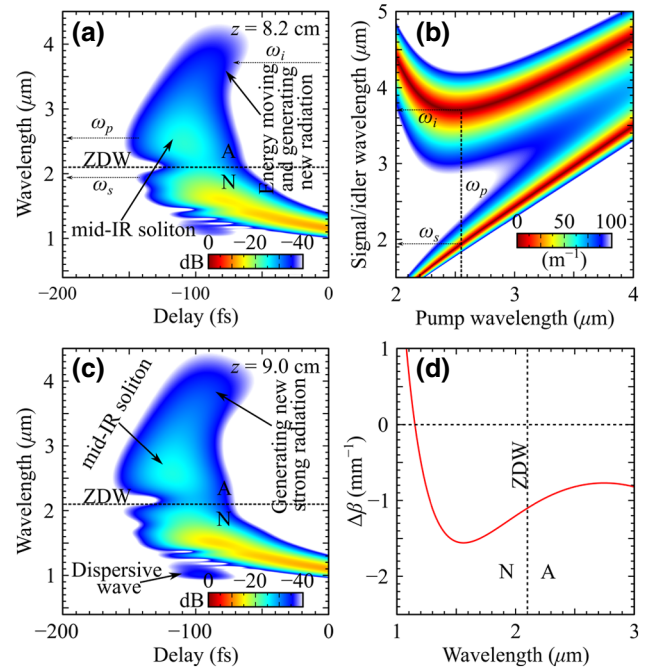 (a)
z = 8.2 cm
ω_i
ω_p
ZDW
A
N
ω_s
mid-IR soliton
Energy moving
and generating
new radiation
0 −20 −40
dB
4
3
2
1
Wavelength (μm)
−200 −100 0
Delay (fs)
(b)
ω_i
ω_p
ω_s
0 50 100
(m⁻¹)
5
4
3
2
Signal/idler wavelength (μm)
2 3 4
Pump wavelength (μm)
(c)
z = 9.0 cm
mid-IR soliton
Generating new
strong radiation
ZDW
A
N
Dispersive
wave
0 −20 −40
dB
4
3
2
1
Wavelength (μm)
−200 −100 0
Delay (fs)
(d)
ZDW
N A
0
−1
−2
Δβ (mm⁻¹)
1 2 3
Wavelength (μm)